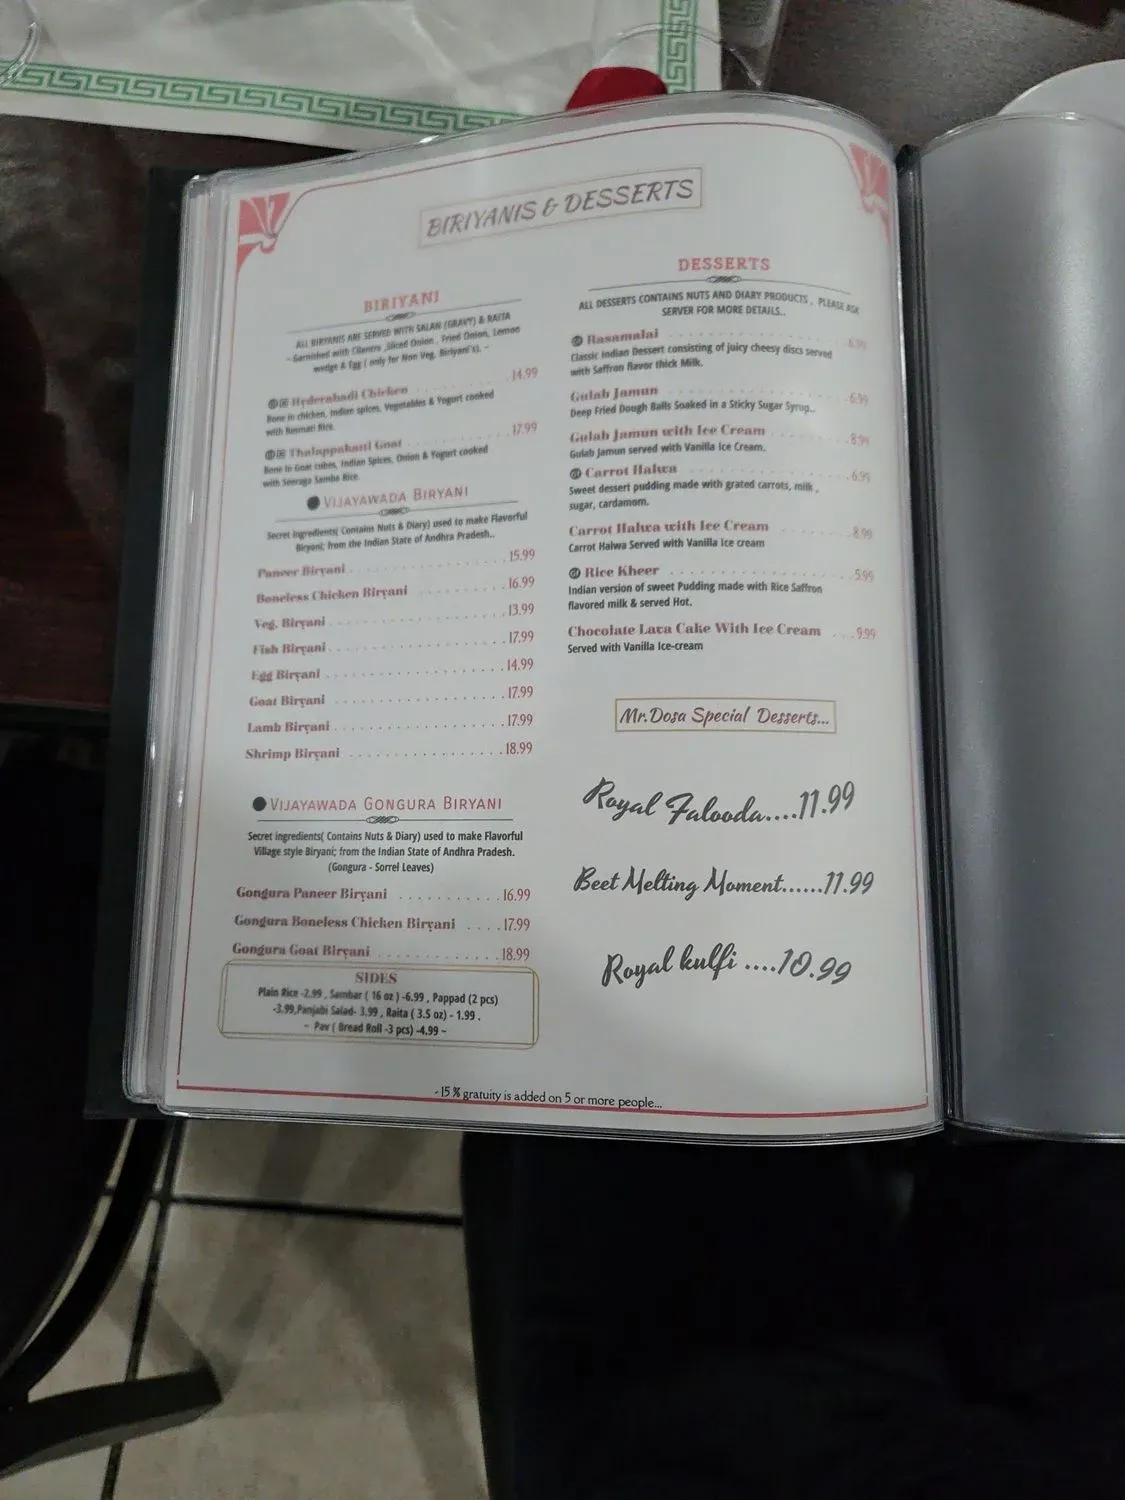 BIRIYANIS & DESSERTS
BIRIYANI
ALL BIRYANIS ARE SERVED WITH SALAN (GRAVY) & RAITA
~ Garnished with Cilantro ,Sliced Onion , Fried Onion, Lemon
wedge & Egg ( only for Non Veg. Biriyani's). ~
Hyderabadi Chicken . . . . . . . . . . 14.99
Bone in chicken, Indian spices, Vegetables & Yogurt cooked
with Basmati Rice.
Thalappakatti Goat . . . . . . . . . . 17.99
Bone in Goat cubes, Indian Spices, Onion & Yogurt cooked
with Seeraga Samba Rice.
VIJAYAWADA BIRYANI
Secret ingredients( Contains Nuts & Diary) used to make Flavorful
Biryani; from the Indian State of Andhra Pradesh..
Paneer Biryani . . . . . . . . . . 15.99
Boneless Chicken Biryani . . . . . . . . 16.99
Veg. Biryani . . . . . . . . . . 13.99
Fish Biryani . . . . . . . . . . 17.99
Egg Biryani . . . . . . . . . . 14.99
Goat Biryani . . . . . . . . . . 17.99
Lamb Biryani . . . . . . . . . . 17.99
Shrimp Biryani . . . . . . . . . . 18.99
VIJAYAWADA GONGURA BIRYANI
Secret ingredients( Contains Nuts & Diary) used to make Flavorful
Village style Biryani; from the Indian State of Andhra Pradesh.
(Gongura - Sorrel Leaves)
Gongura Paneer Biryani . . . . . . . . . . 16.99
Gongura Boneless Chicken Biryani . . . . 17.99
Gongura Goat Biryani . . . . . . . . . . 18.99
SIDES
Plain Rice -2.99 , Sambar ( 16 oz ) -6.99 , Pappad (2 pcs)
-3.99,Panjabi Salad- 3.99 , Raita ( 3.5 oz) - 1.99 .
~ Pav ( Bread Roll -3 pcs) -4.99 ~
DESSERTS
ALL DESSERTS CONTAINS NUTS AND DIARY PRODUCTS , PLEASE ASK
SERVER FOR MORE DETAILS..
Rasamalai . . . . . . . . . . 6.99
Classic Indian Dessert consisting of juicy cheesy discs served
with Saffron flavor thick Milk.
Gulab Jamun . . . . . . . . . . 6.99
Deep Fried Dough Balls Soaked in a Sticky Sugar Syrup..
Gulab Jamun with Ice Cream . . . . . . . 8.99
Gulab Jamun served with Vanilla Ice Cream.
Carrot Halwa . . . . . . . . . . 6.99
Sweet dessert pudding made with grated carrots, milk ,
sugar, cardamom.
Carrot Halwa with Ice Cream . . . . . . . 8.99
Carrot Halwa Served with Vanilla Ice cream
Rice Kheer . . . . . . . . . . 5.99
Indian version of sweet Pudding made with Rice Saffron
flavored milk & served Hot.
Chocolate Lava Cake With Ice Cream . . . 9.99
Served with Vanilla Ice-cream
Mr.Dosa Special Desserts...
Royal Falooda....11.99
Beet Melting Moment......11.99
Royal kulfi ....10.99
- 15 % gratuity is added on 5 or more people...